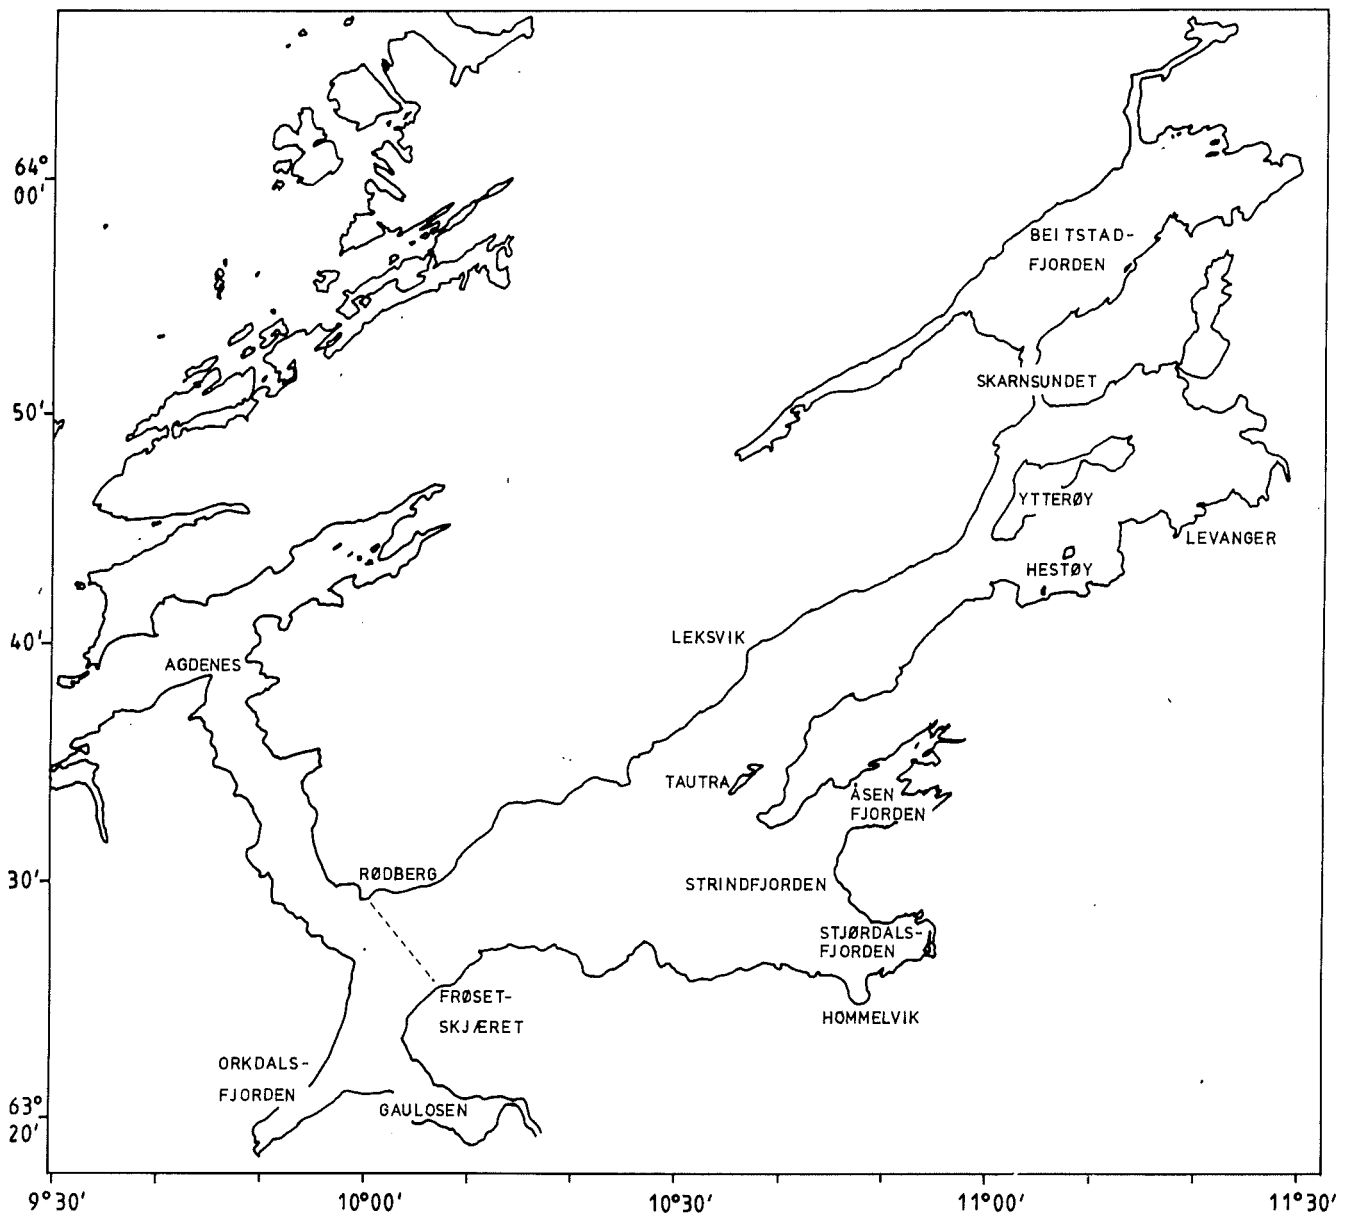 64°
00'
BEITSTAD-
FJORDEN
SKARNSUNDET
50'
YTTERØY
LEVANGER
HESTØY
LEKSVIK
40'
AGDENES
TAUTRA
ÅSEN
FJORDEN
RØDBERG
30'
STRINDFJORDEN
STJØRDALS-
FJORDEN
FRØSET-
SKJÆRET
HOMMELVIK
ORKDALS-
FJORDEN
GAULOSEN
63°
20'
9°30' 10°00' 10°30' 11°00' 11°30'